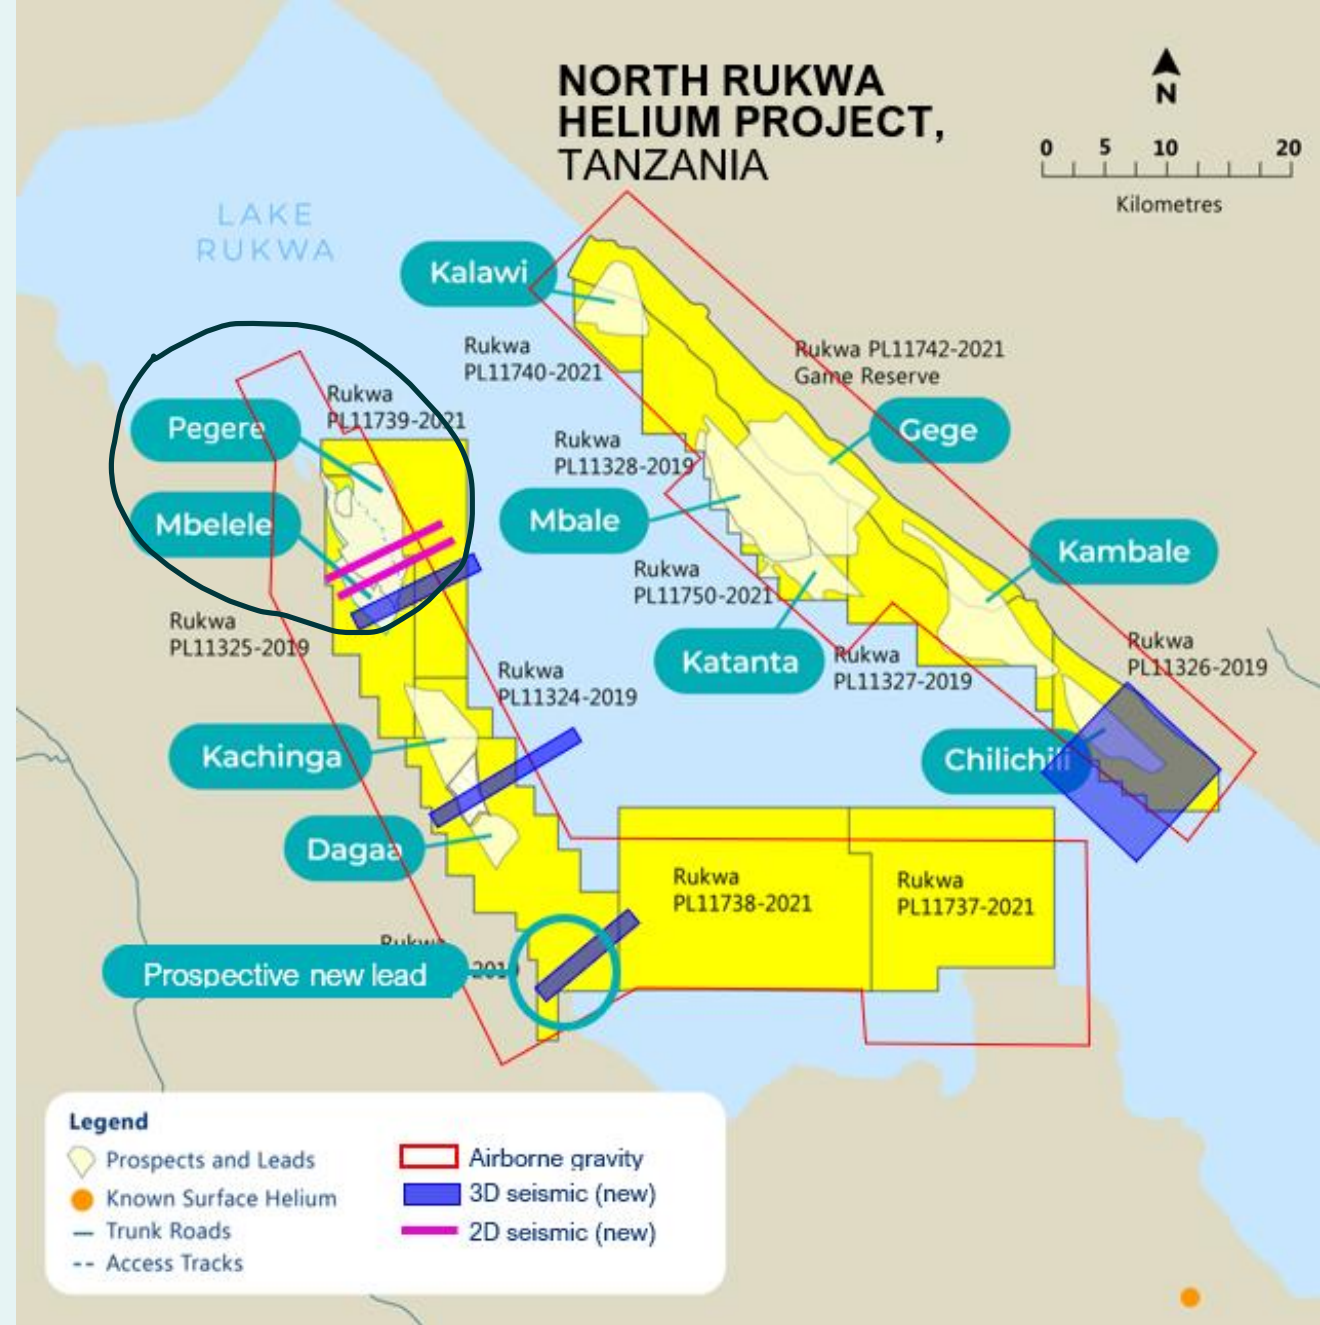 NORTH RUKWA
HELIUM PROJECT,
TANZANIA
N
0 5 10 20
Kilometres
LAKE
RUKWA
Kalawi
Rukwa
PL11740-2021
Rukwa PL11742-2021
Game Reserve
Rukwa
PL11739-2021
Pegere
Gege
Rukwa
PL11328-2019
Mbelele
Mbale
Kambale
Rukwa
PL11750-2021
Rukwa
PL11325-2019
Katanta
Rukwa
PL11327-2019
Rukwa
PL11326-2019
Rukwa
PL11324-2019
Kachinga
Chilichili
Dagaa
Rukwa
PL11738-2021
Rukwa
PL11737-2021
Rukwa
-2019
Prospective new lead
Legend
Prospects and Leads
Known Surface Helium
Trunk Roads
Access Tracks
Airborne gravity
3D seismic (new)
2D seismic (new)